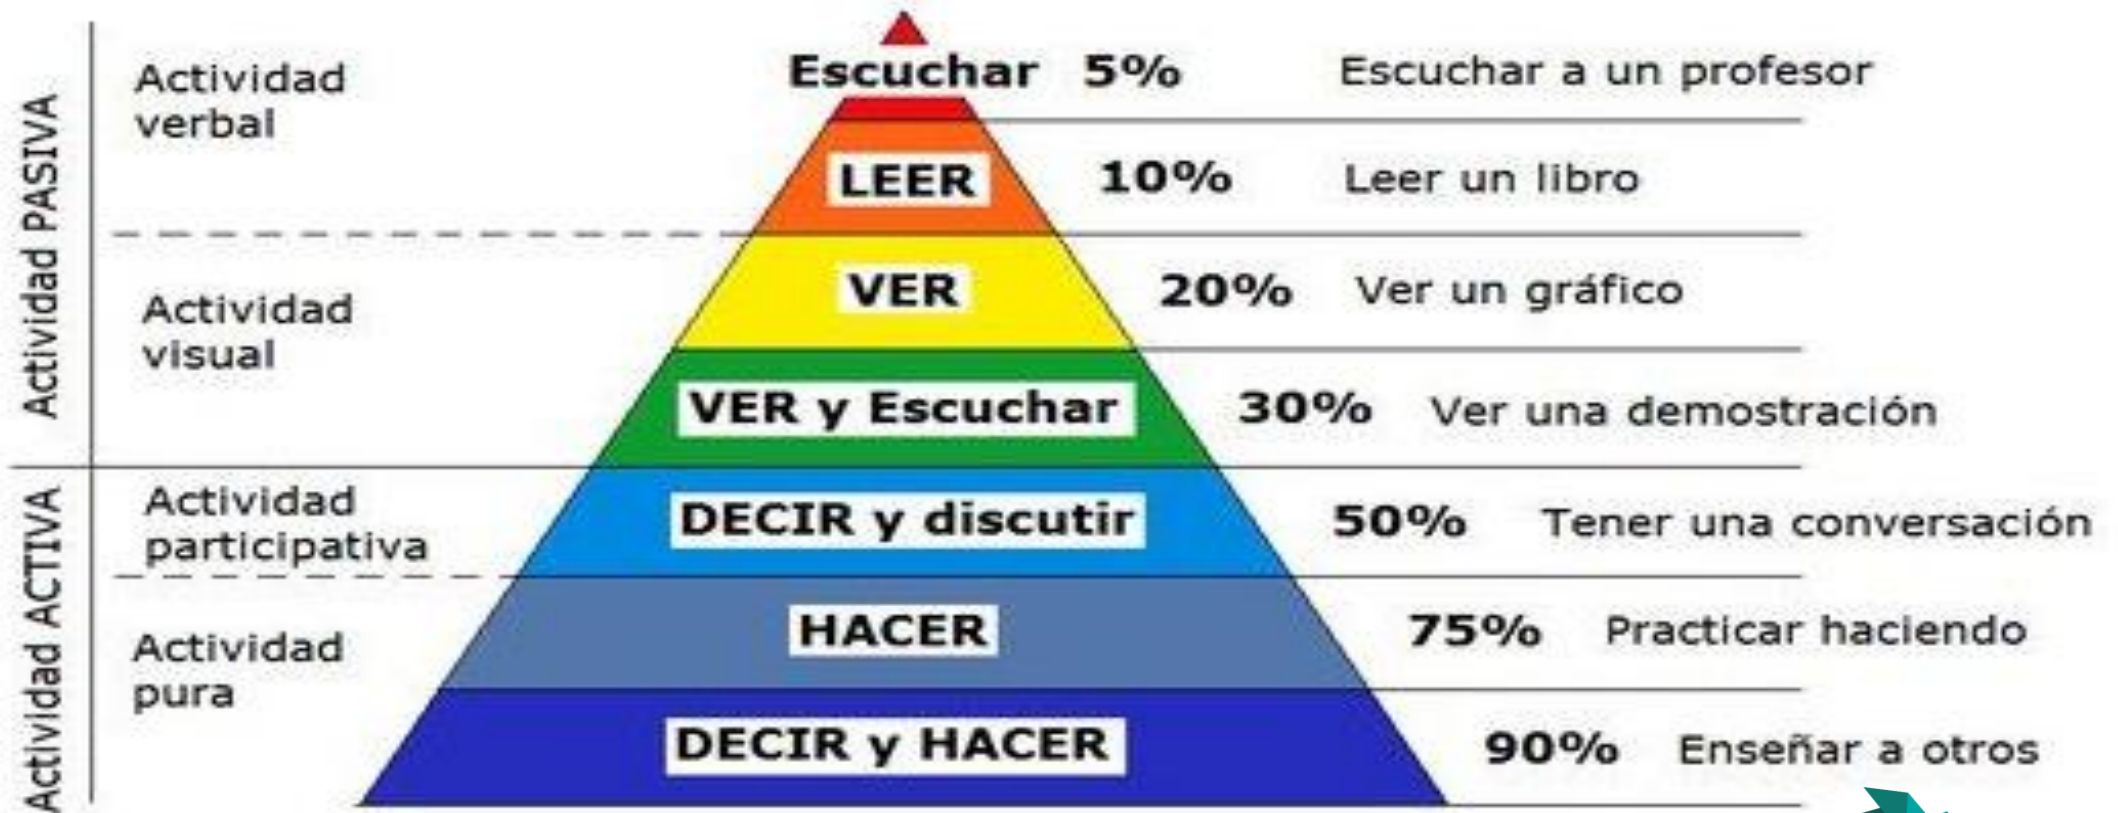 Actividad PASIVA
Actividad
verbal
Escuchar 5% Escuchar a un profesor
LEER 10% Leer un libro
Actividad
visual
VER 20% Ver un gráfico
VER y Escuchar 30% Ver una demostración
Actividad ACTIVA
Actividad
participativa
DECIR y discutir 50% Tener una conversación
Actividad
pura
HACER 75% Practicar haciendo
DECIR y HACER 90% Enseñar a otros